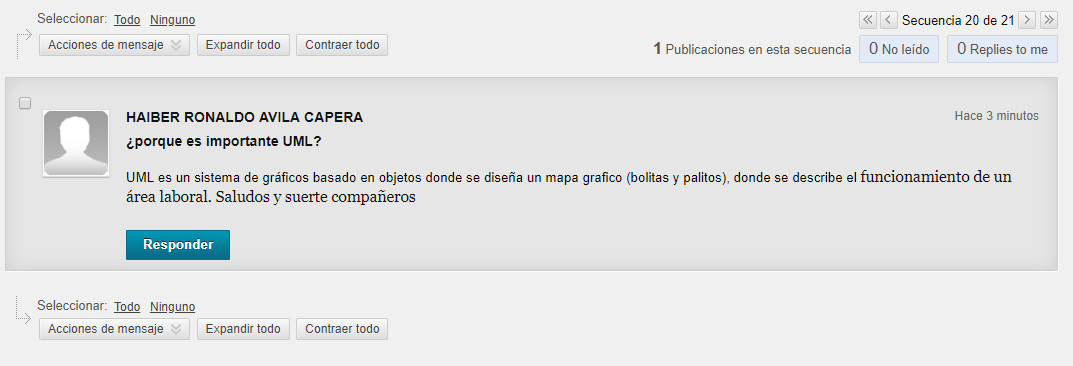 Seleccionar: Todo Ninguno
Secuencia 20 de 21
Acciones de mensaje Expandir todo Contraer todo
1 Publicaciones en esta secuencia 0 No leído 0 Replies to me
HAIBER RONALDO AVILA CAPERA
Hace 3 minutos
¿porque es importante UML?
UML es un sistema de gráficos basado en objetos donde se diseña un mapa grafico (bolitas y palitos), donde se describe el funcionamiento de un
área laboral. Saludos y suerte compañeros
Responder
Seleccionar: Todo Ninguno
Acciones de mensaje Expandir todo Contraer todo